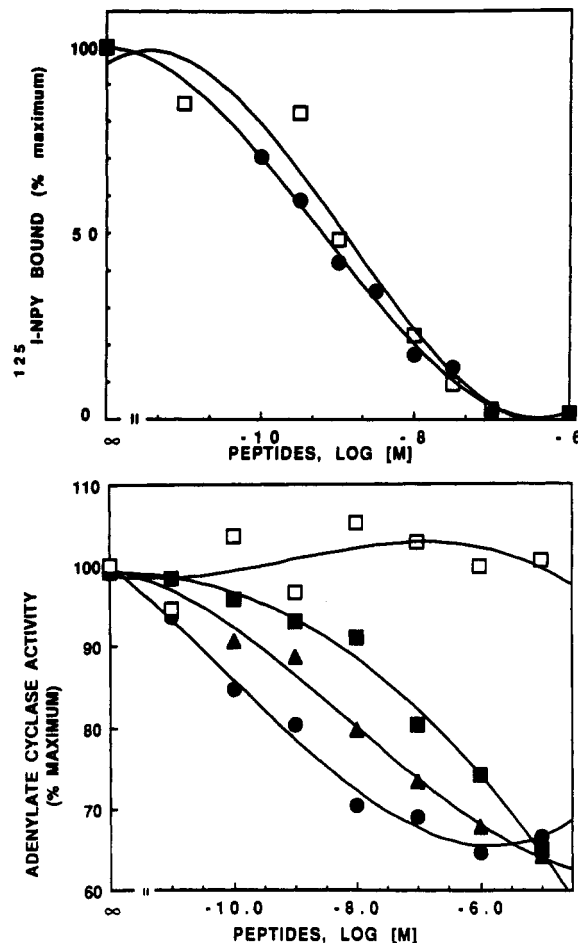 100
50
0
125 I-NPY BOUND (% maximum)
∞ -10 -8 -6
PEPTIDES, LOG [M]
110
100
90
80
70
60
ADENYLATE CYCLASE ACTIVITY
(% MAXIMUM)
∞ -10.0 -8.0 -6.0
PEPTIDES, LOG [M]